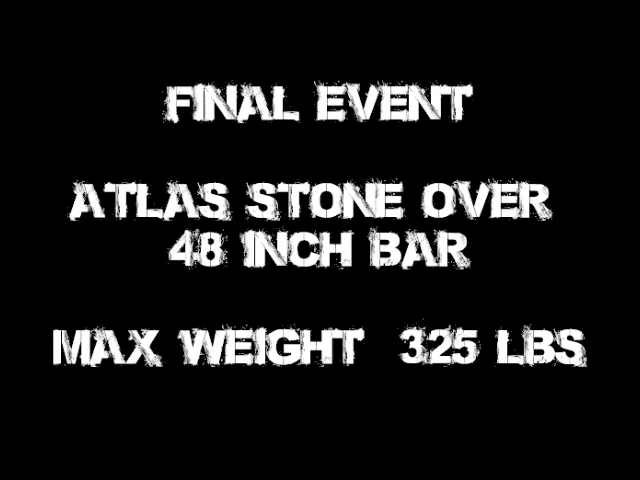 FINAL EVENT
ATLAS STONE OVER
48 INCH BAR
MAX WEIGHT 325 LBS